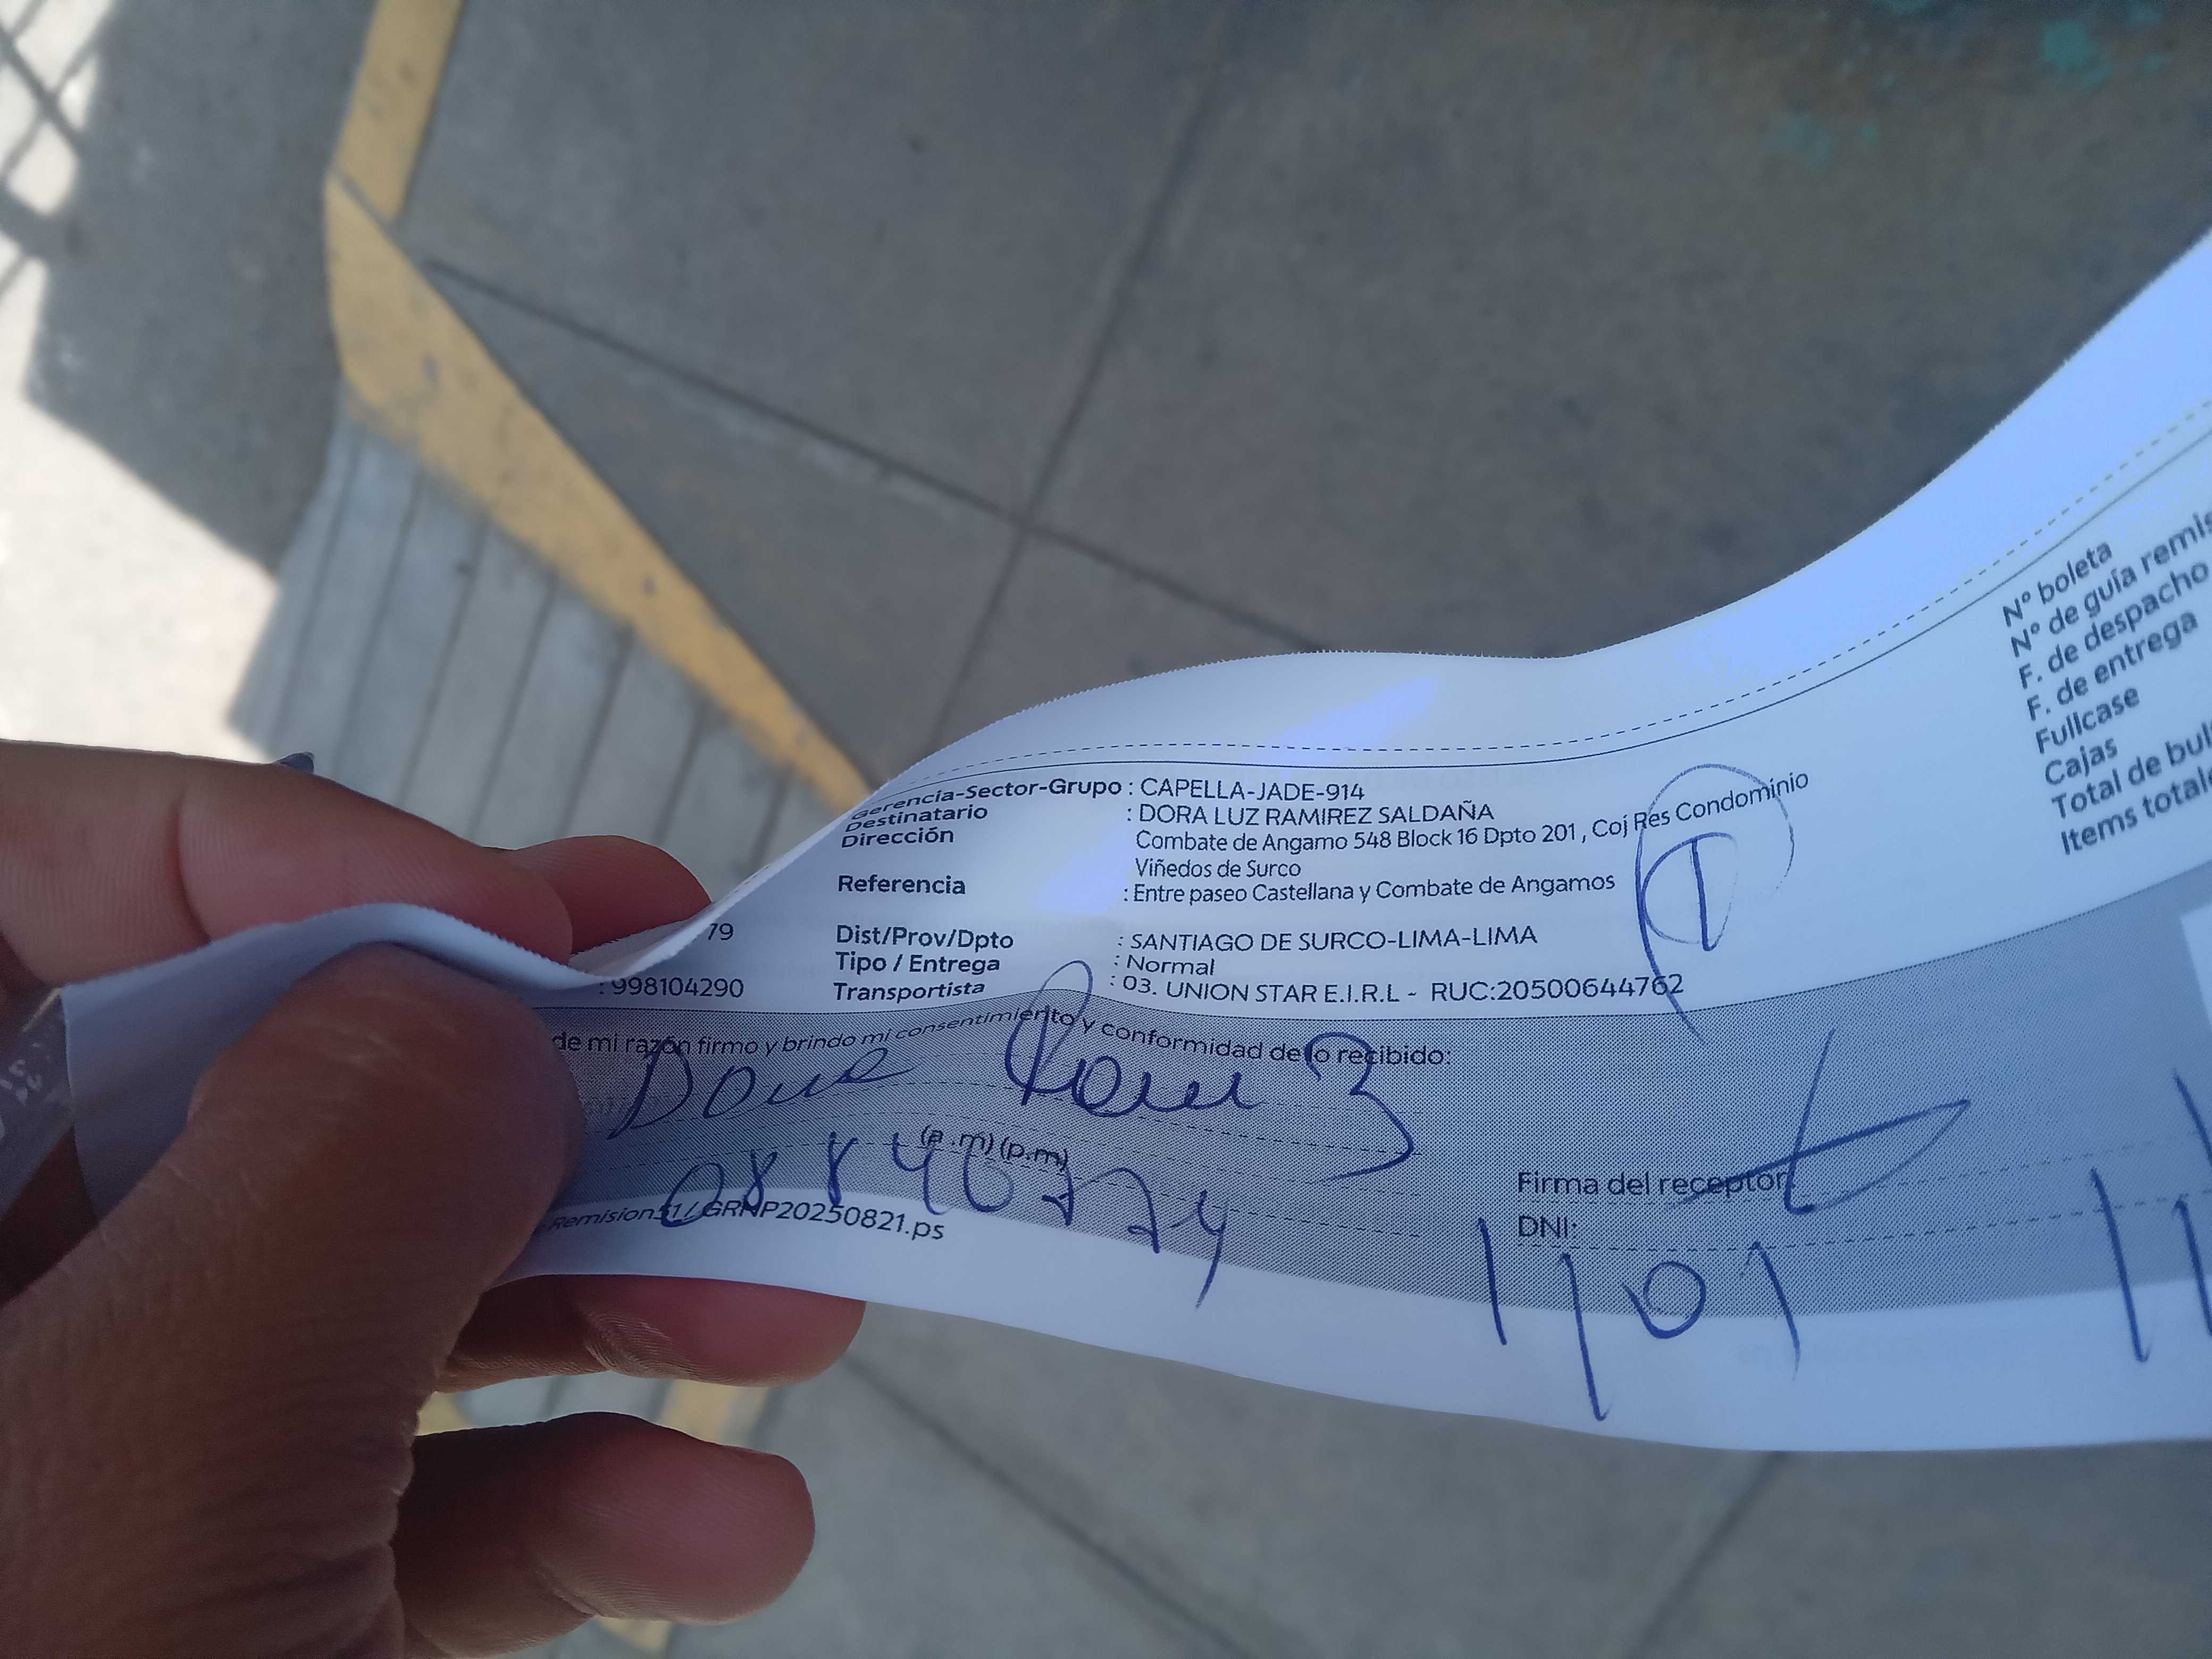 Gerencia-Sector-Grupo : CAPELLA-JADE-914
Destinatario : DORA LUZ RAMIREZ SALDAÑA
Dirección Combate de Angamo 548 Block 16 Dpto 201 , Coj Res Condominio
Viñedos de Surco
Referencia : Entre paseo Castellana y Combate de Angamos
79 Dist/Prov/Dpto : SANTIAGO DE SURCO-LIMA-LIMA
Tipo / Entrega : Normal
: 998104290 Transportista : 03. UNION STAR E.I.R.L - RUC:20500644762
N° boleta
N° de guía remis
F. de despacho
F. de entrega
Fullcase
Cajas
Total de bul
Items total
de mi razón firmo y brindo mi consentimiento y conformidad de lo recibido:
(a .m) (p.m)
Firma del receptor
DNI:
Remision51/GRHP20250821.ps